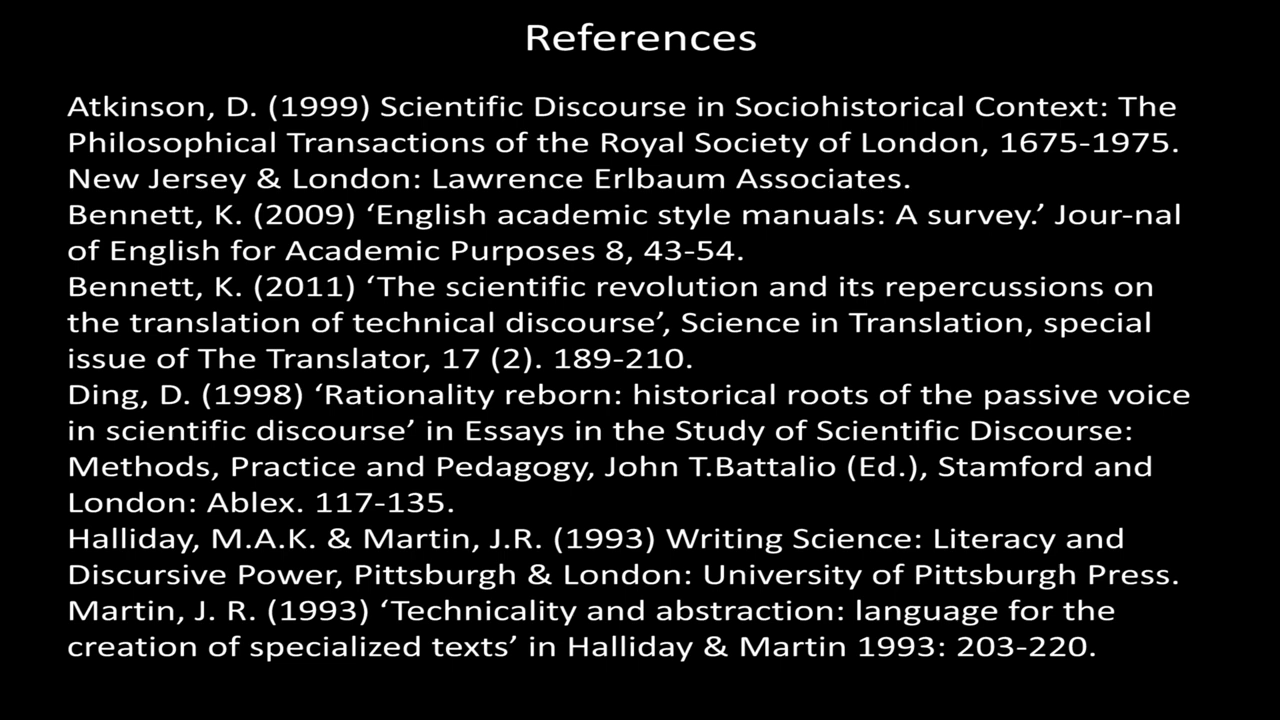 References
Atkinson, D. (1999) Scientific Discourse in Sociohistorical Context: The
Philosophical Transactions of the Royal Society of London, 1675-1975.
New Jersey & London: Lawrence Erlbaum Associates.
Bennett, K. (2009) ‘English academic style manuals: A survey.’ Jour-nal
of English for Academic Purposes 8, 43-54.
Bennett, K. (2011) ‘The scientific revolution and its repercussions on
the translation of technical discourse’, Science in Translation, special
issue of The Translator, 17 (2). 189-210.
Ding, D. (1998) ‘Rationality reborn: historical roots of the passive voice
in scientific discourse’ in Essays in the Study of Scientific Discourse:
Methods, Practice and Pedagogy, John T.Battalio (Ed.), Stamford and
London: Ablex. 117-135.
Halliday, M.A.K. & Martin, J.R. (1993) Writing Science: Literacy and
Discursive Power, Pittsburgh & London: University of Pittsburgh Press.
Martin, J. R. (1993) ‘Technicality and abstraction: language for the
creation of specialized texts’ in Halliday & Martin 1993: 203-220.